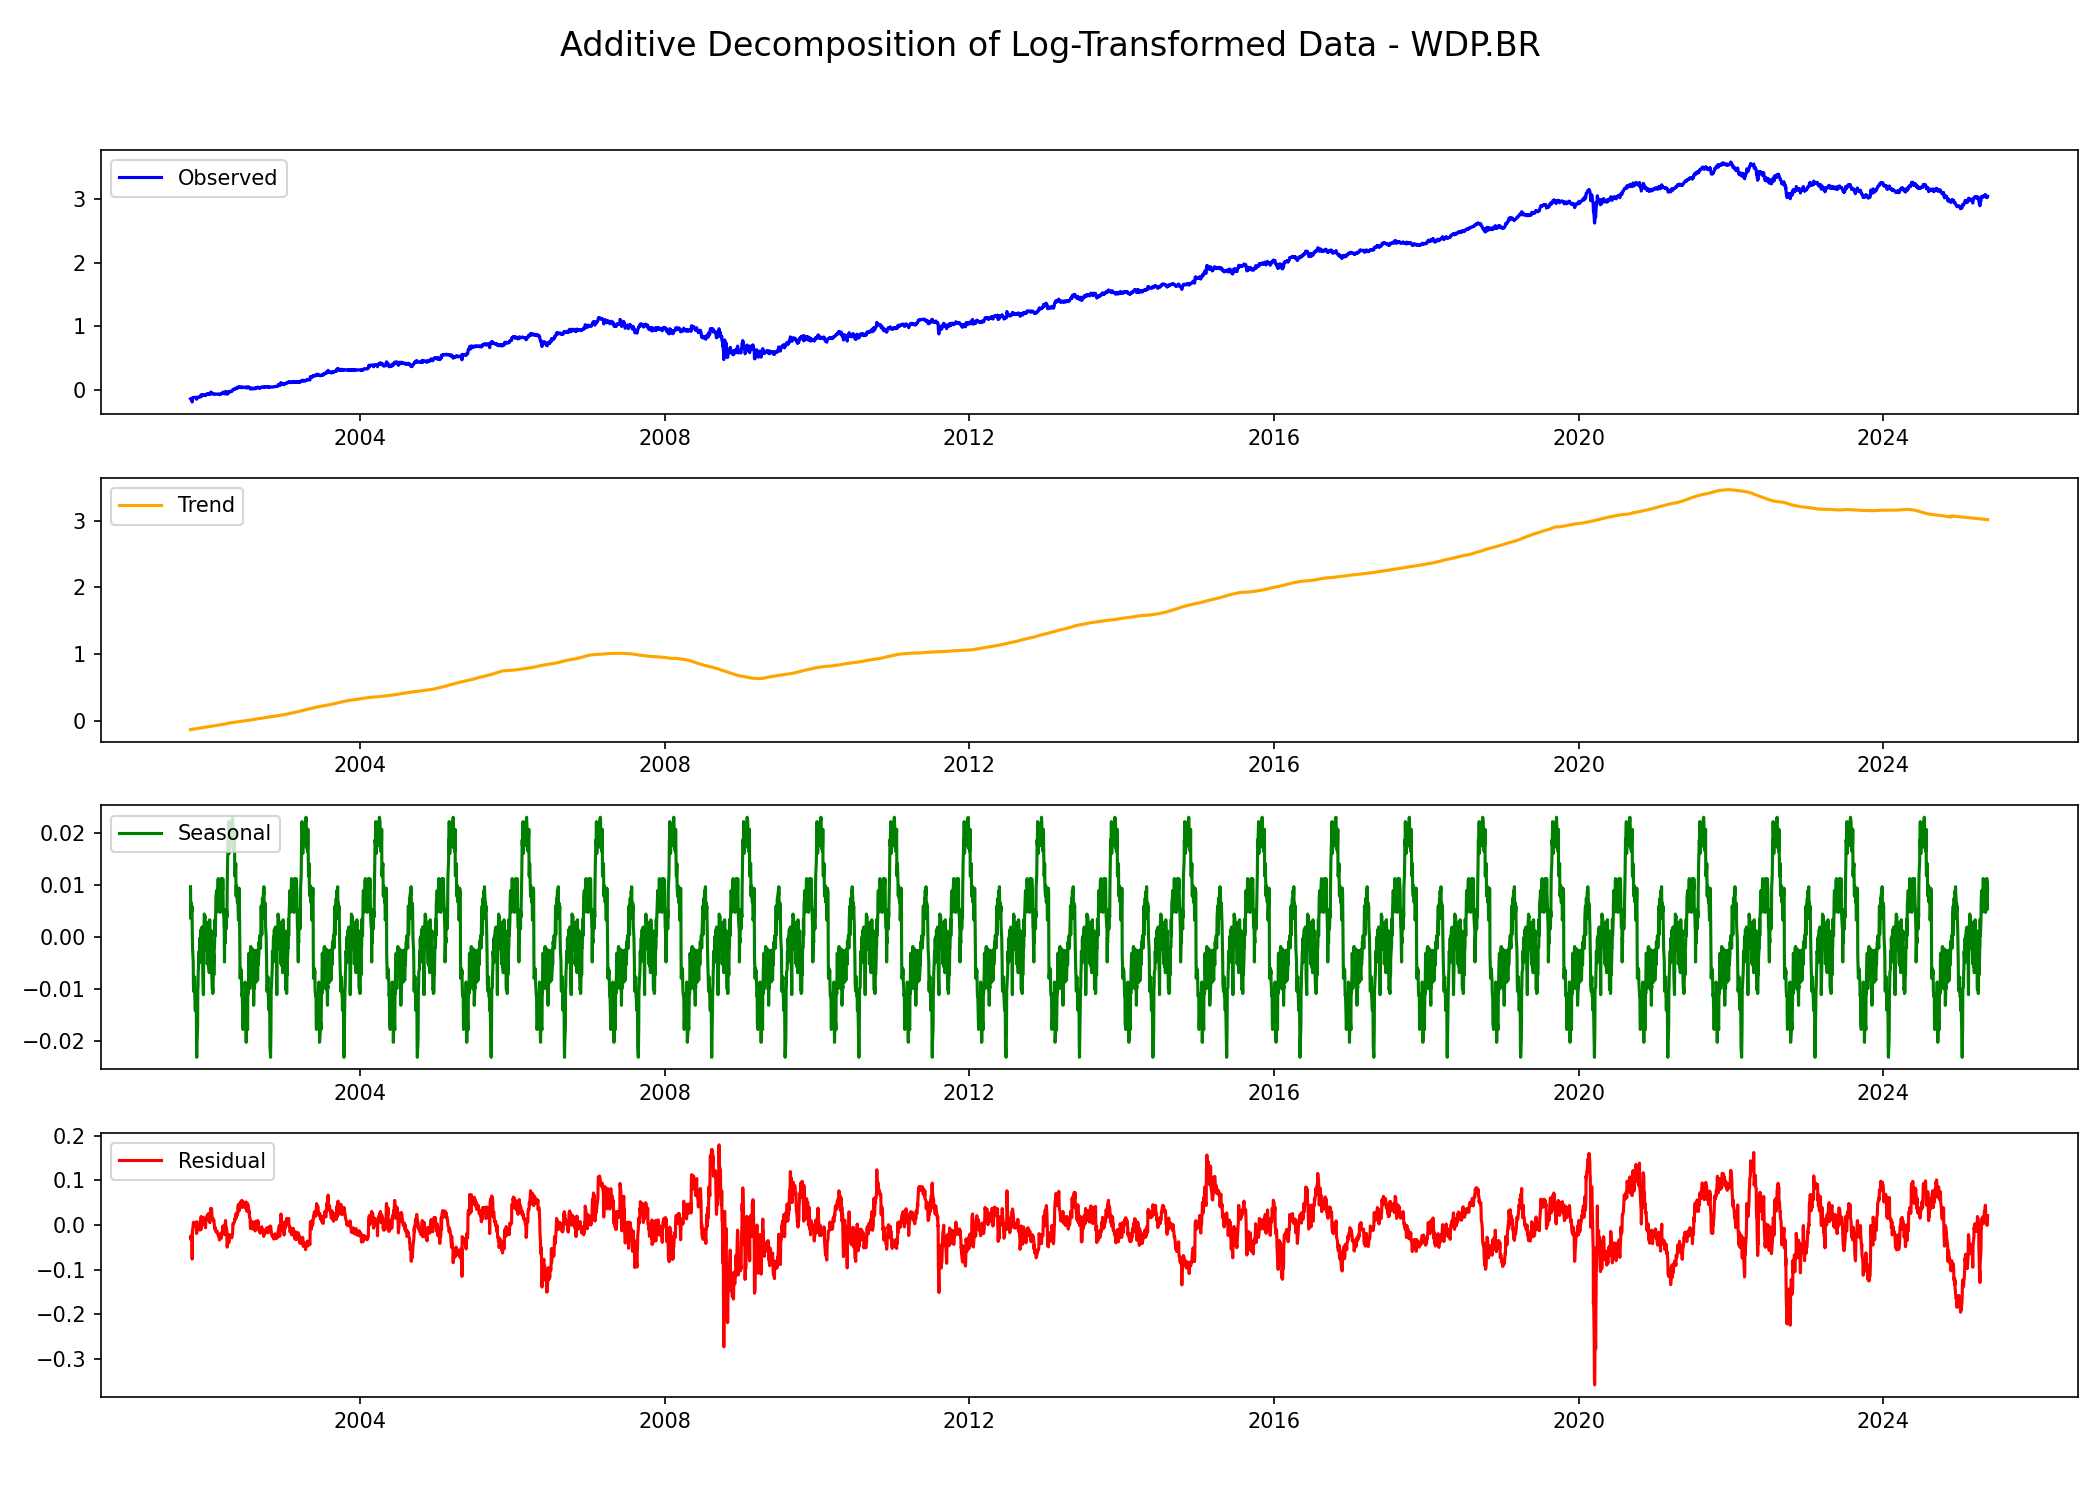 Additive Decomposition of Log-Transformed Data - WDP.BR
Observed
3
2
1
0
2004 2008 2012 2016 2020 2024
Trend
3
2
1
0
2004 2008 2012 2016 2020 2024
Seasonal
0.02
0.01
0.00
−0.01
−0.02
2004 2008 2012 2016 2020 2024
Residual
0.2
0.1
0.0
−0.1
−0.2
−0.3
2004 2008 2012 2016 2020 2024